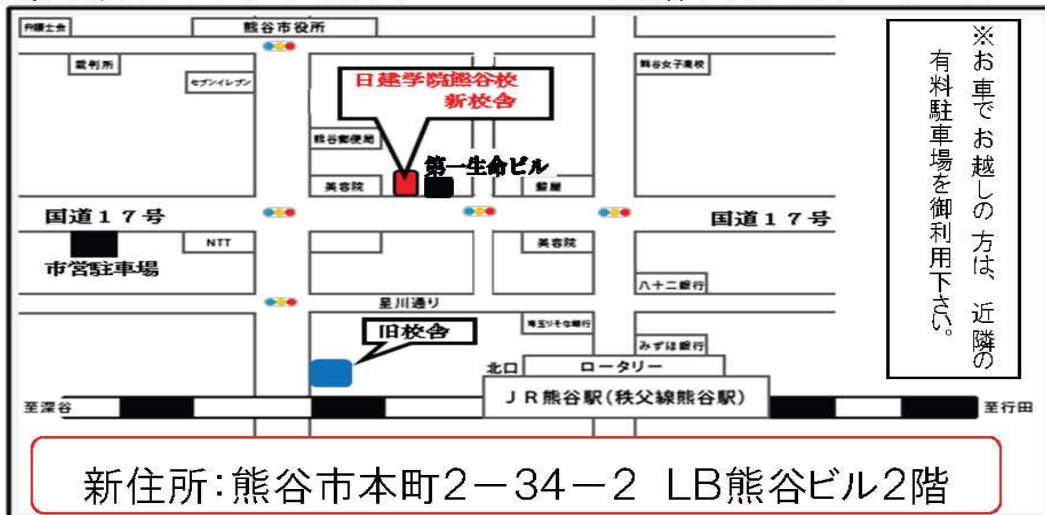 弁護士会
熊谷市役所
裁判所
セブンイレブン
熊谷女子高校
日建学院熊谷校
新校舎
熊谷郵便局
第一生命ビル
美容院
国道17号
国道17号
NTT
美容院
市営駐車場
八十二銀行
星川通り
埼玉りそな銀行
旧校舎
みずほ銀行
北口
ロータリー
JR熊谷駅(秩父線熊谷駅)
至深谷
至行田
※お車でお越しの方は、近隣の
有料駐車場を御利用下さい。
新住所:熊谷市本町2-34-2 LB熊谷ビル2階